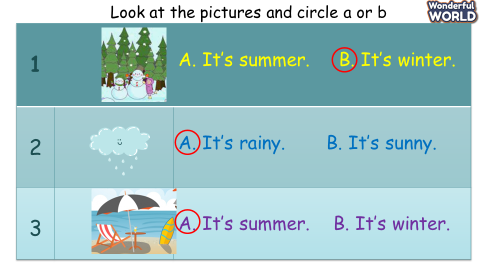 Look at the pictures and circle a or b
Wonderful
WORLD
1 A. It's summer. B. It's winter.
2 A. It's rainy. B. It's sunny.
3 A. It's summer. B. It's winter.